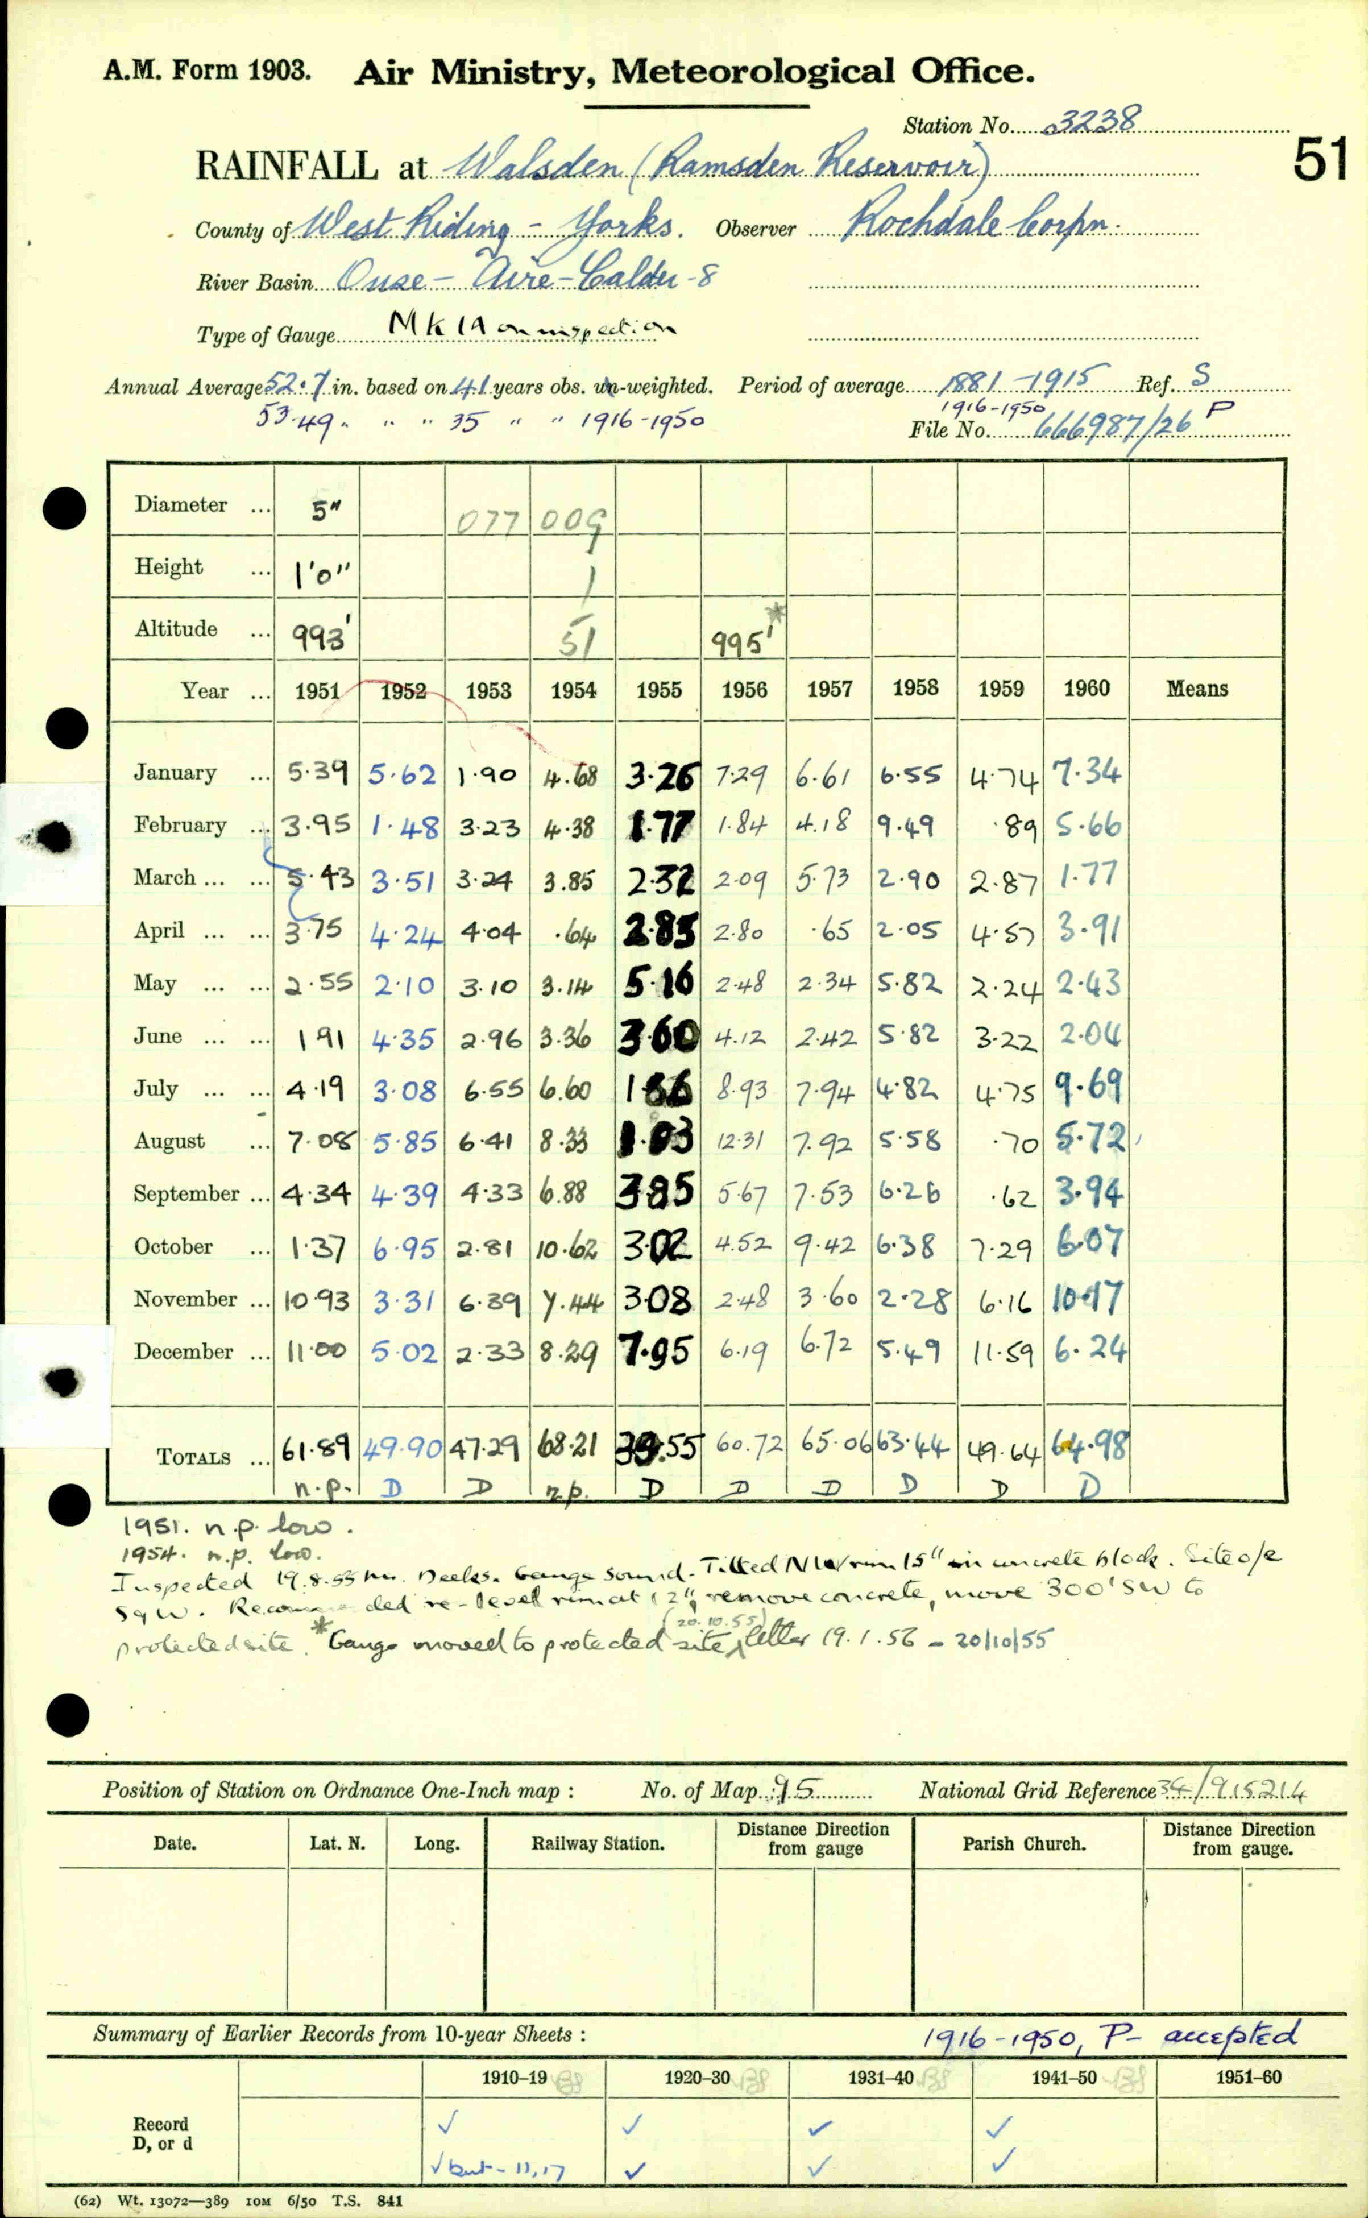 A.M. Form 1903. Air Ministry, Meteorological Office.
Station No. 3238
51
RAINFALL at Walsden (Ramsden Reservoir)
County of West Riding - Yorks. Observer Rochdale Corpn.
River Basin Ouse - Aire - Calder - 8
Type of Gauge MK IA on inspection
Annual Average 52.7 in. based on 41 years obs. un-weighted. Period of average 1881-1915 Ref. S
53.49 " " " 35 " " 1916-1950 1916-1950 P
File No. 666987/26
Diameter ... 5" 077 009
Height ... 1'0" 1
Altitude ... 993' 51 995'*
Year ... 1951 1952 1953 1954 1955 1956 1957 1958 1959 1960 Means
January ... 5.39 5.62 1.90 4.68 3.26 7.29 6.61 6.55 4.74 7.34
February ... 3.95 1.48 3.23 4.38 1.77 1.84 4.18 9.49 .89 5.66
March ... ... 5.43 3.51 3.24 3.85 2.32 2.09 5.73 2.90 2.87 1.77
April ... ... 3.75 4.24 4.04 .64 2.85 2.80 .65 2.05 4.57 3.91
May ... ... 2.55 2.10 3.10 3.14 5.16 2.48 2.34 5.82 2.24 2.43
June ... ... 1.91 4.35 2.96 3.36 3.60 4.12 2.42 5.82 3.22 2.04
July ... ... 4.19 3.08 6.55 6.60 1.66 8.93 7.94 4.82 4.75 9.69
August ... 7.08 5.85 6.41 8.33 1.03 12.31 7.92 5.58 .70 5.72
September ... 4.34 4.39 4.33 6.88 3.85 5.67 7.53 6.26 .62 3.94
October ... 1.37 6.95 2.81 10.62 3.02 4.52 9.42 6.38 7.29 6.07
November ... 10.93 3.31 6.39 7.44 3.08 2.48 3.60 2.28 6.16 10.17
December ... 11.00 5.02 2.33 8.29 7.95 6.19 6.72 5.49 11.59 6.24
TOTALS ... 61.89 49.90 47.29 68.21 39.55 60.72 65.06 63.44 49.64 64.98
n.p. D D n.p. D D D D D D
1951. n.p. low.
1954. n.p. low.
Inspected 19.8.55 Mr. Deeks. Gauge sound. Tilted NW rim 15" in concrete block. Site o/e
S q W. Recommended re-level rim at 12", remove concrete, move 300' SW to
(20.10.55)
protected site. *Gauge moved to protected site, letter 19.1.56 - 20/10/55
Position of Station on Ordnance One-Inch map : No. of Map : 95 National Grid Reference 34/915214
Date. Lat. N. Long. Railway Station. Distance from Direction gauge Parish Church. Distance from Direction gauge.
Summary of Earlier Records from 10-year Sheets : 1916-1950, P- accepted
1910-19 1920-30 1931-40 1941-50 1951-60
Record ✓ ✓ ✓ ✓
D, or d ✓ but - 11, 17 ✓ ✓ ✓
(62) Wt. 13072—389 10M 6/50 T.S. 841